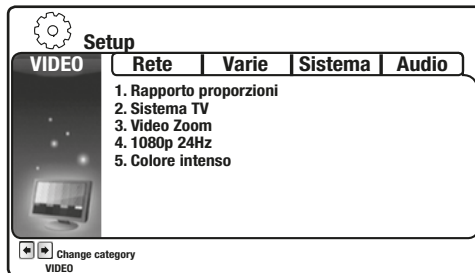 Setup
VIDEO Rete Varie Sistema Audio
1. Rapporto proporzioni
2. Sistema TV
3. Video Zoom
4. 1080p 24Hz
5. Colore intenso
Change category
VIDEO